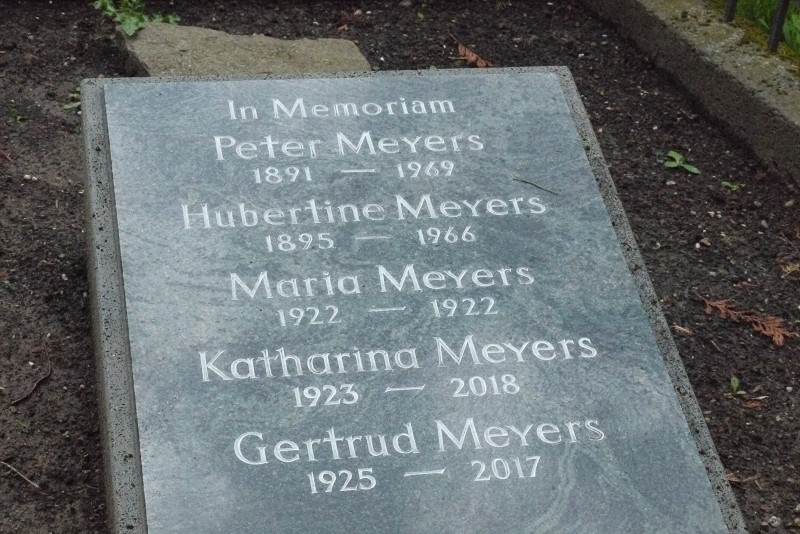 In Memoriam
Peter Meyers
1891 — 1969
Hubertine Meyers
1895 — 1966
Maria Meyers
1922 — 1922
Katharina Meyers
1923 — 2018
Gertrud Meyers
1925 — 2017